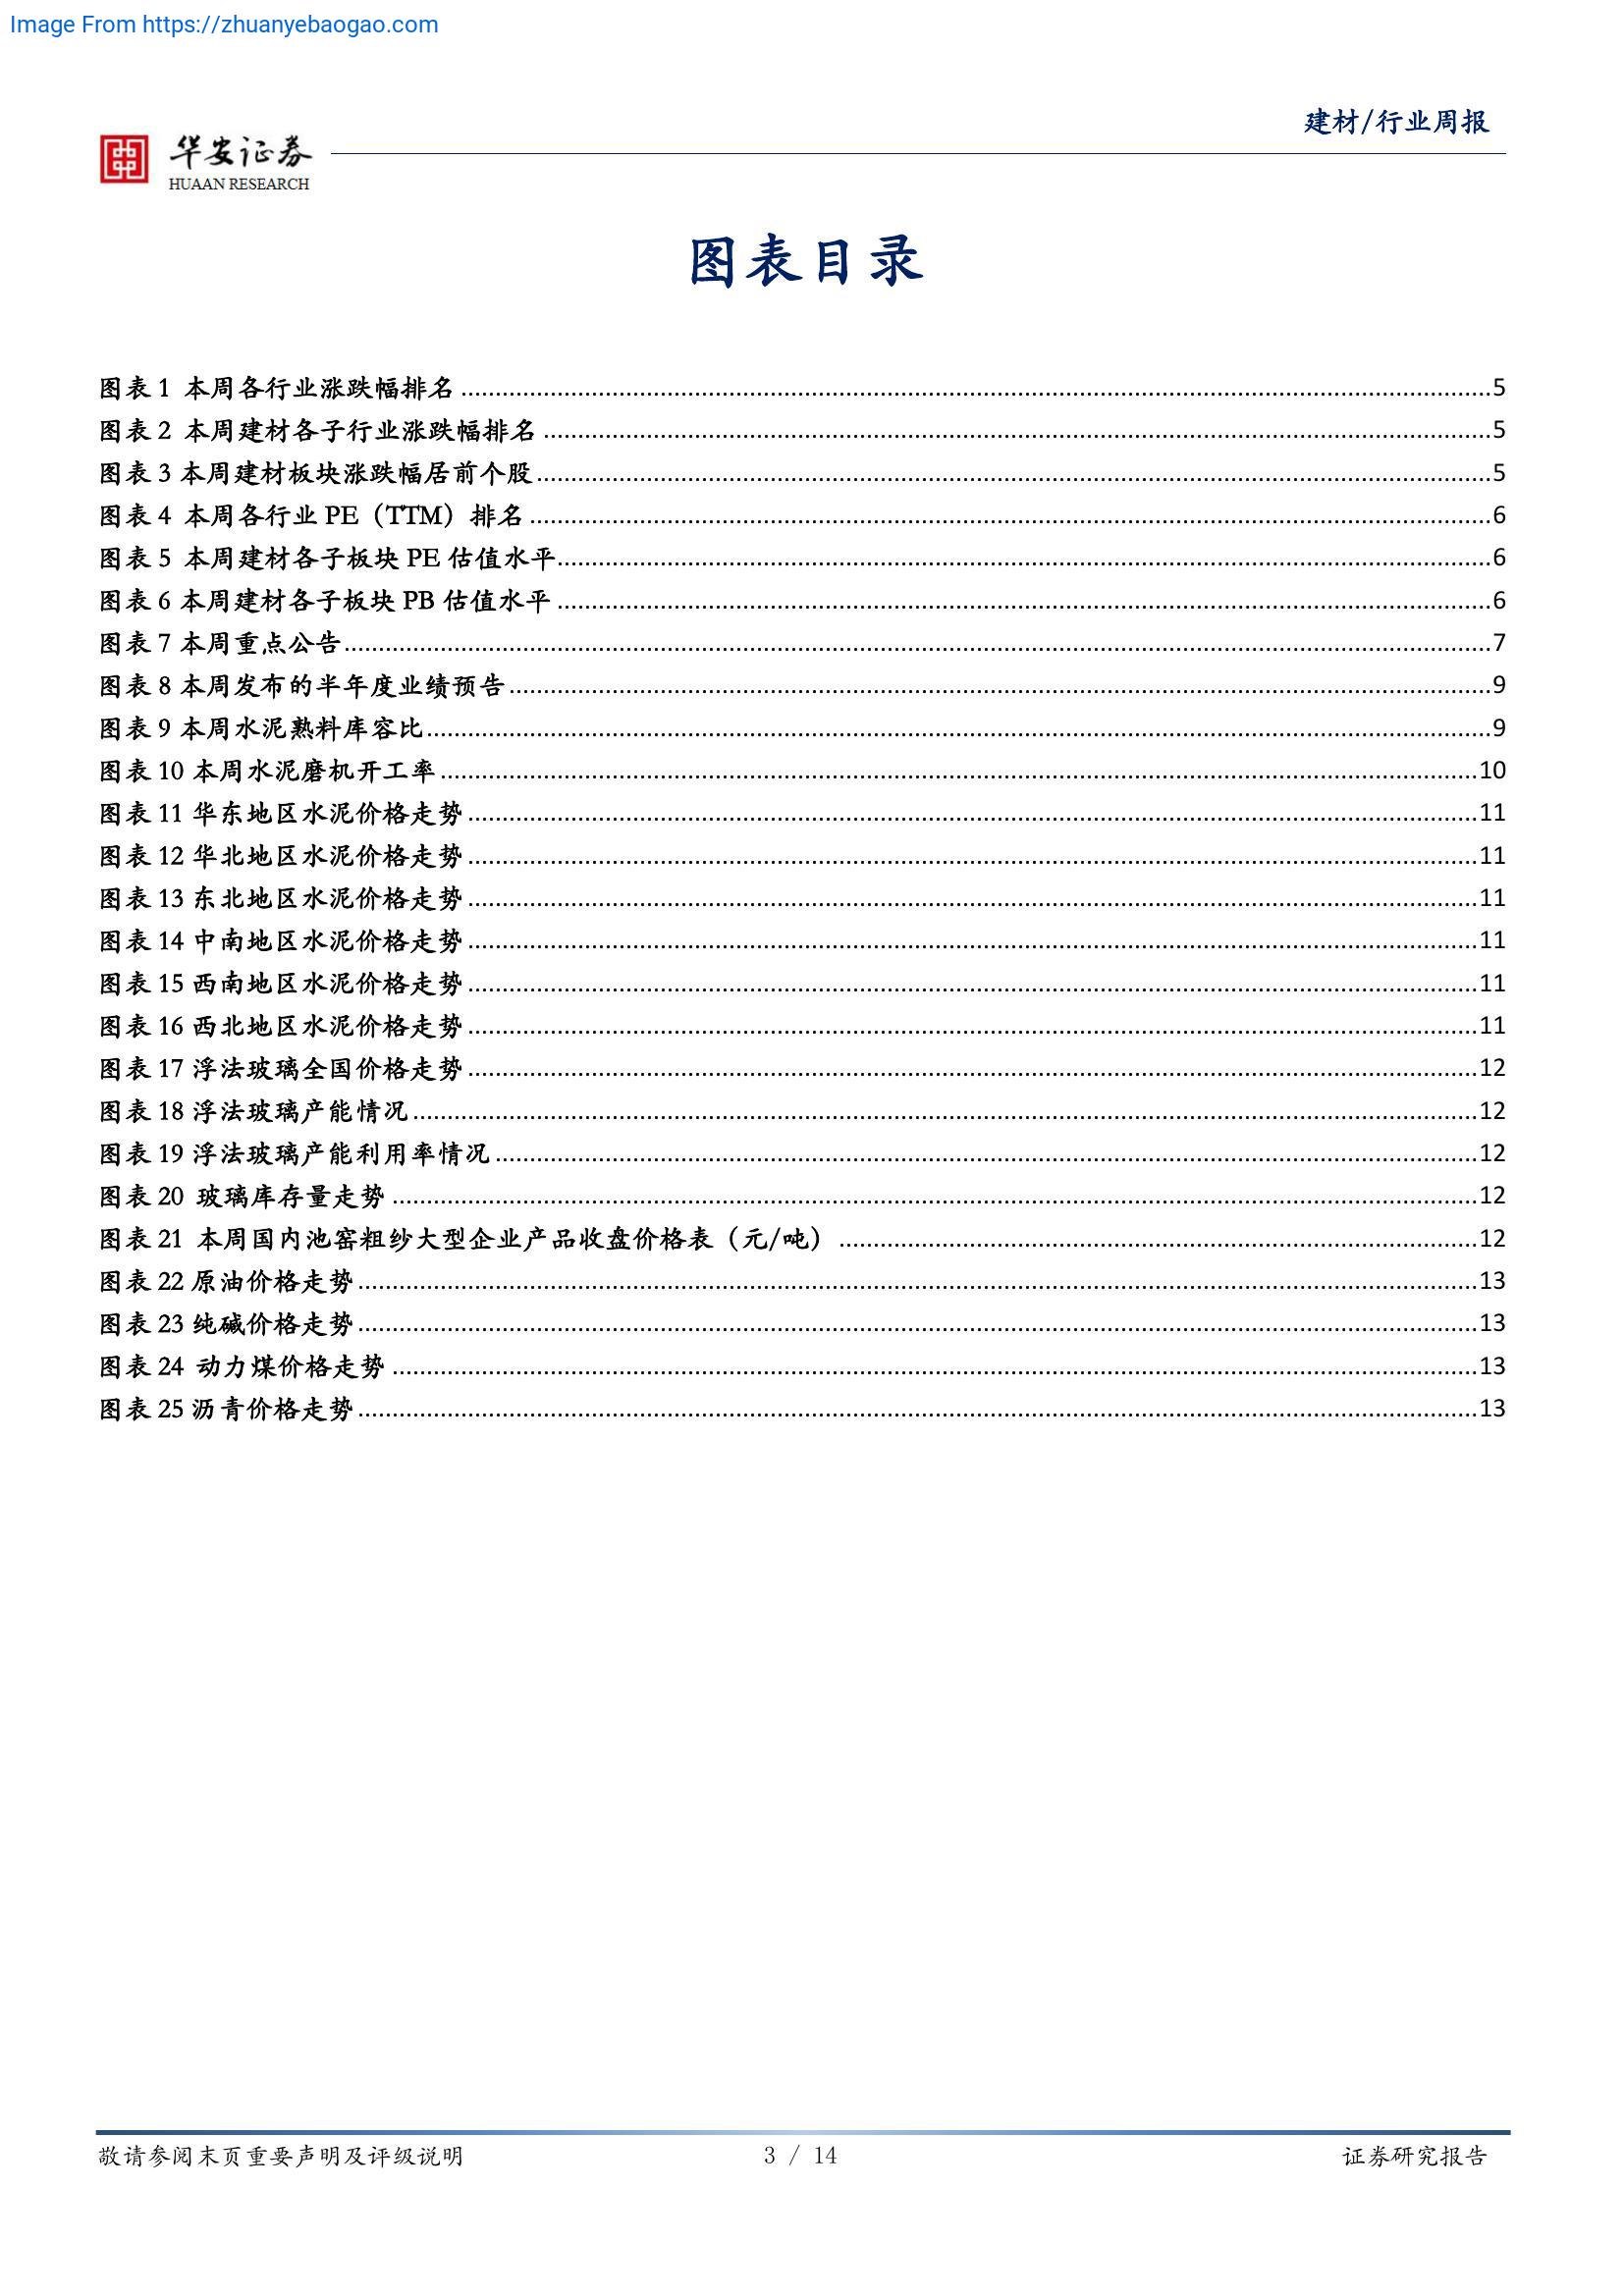 Image From https://zhuanyebaogao.com
建材/行业周报
华安证券
HUAAN RESEARCH
图表目录
图表 1 本周各行业涨跌幅排名 5
图表 2 本周建材各子行业涨跌幅排名 5
图表 3 本周建材板块涨跌幅居前个股 5
图表 4 本周各行业 PE（TTM）排名 6
图表 5 本周建材各子板块 PE 估值水平 6
图表 6 本周建材各子板块 PB 估值水平 6
图表 7 本周重点公告 7
图表 8 本周发布的半年度业绩预告 9
图表 9 本周水泥熟料库容比 9
图表 10 本周水泥磨机开工率 10
图表 11 华东地区水泥价格走势 11
图表 12 华北地区水泥价格走势 11
图表 13 东北地区水泥价格走势 11
图表 14 中南地区水泥价格走势 11
图表 15 西南地区水泥价格走势 11
图表 16 西北地区水泥价格走势 11
图表 17 浮法玻璃全国价格走势 12
图表 18 浮法玻璃产能情况 12
图表 19 浮法玻璃产能利用率情况 12
图表 20 玻璃库存量走势 12
图表 21 本周国内池窑粗纱大型企业产品收盘价格表（元/吨） 12
图表 22 原油价格走势 13
图表 23 纯碱价格走势 13
图表 24 动力煤价格走势 13
图表 25 沥青价格走势 13
敬请参阅末页重要声明及评级说明 3 / 14 证券研究报告